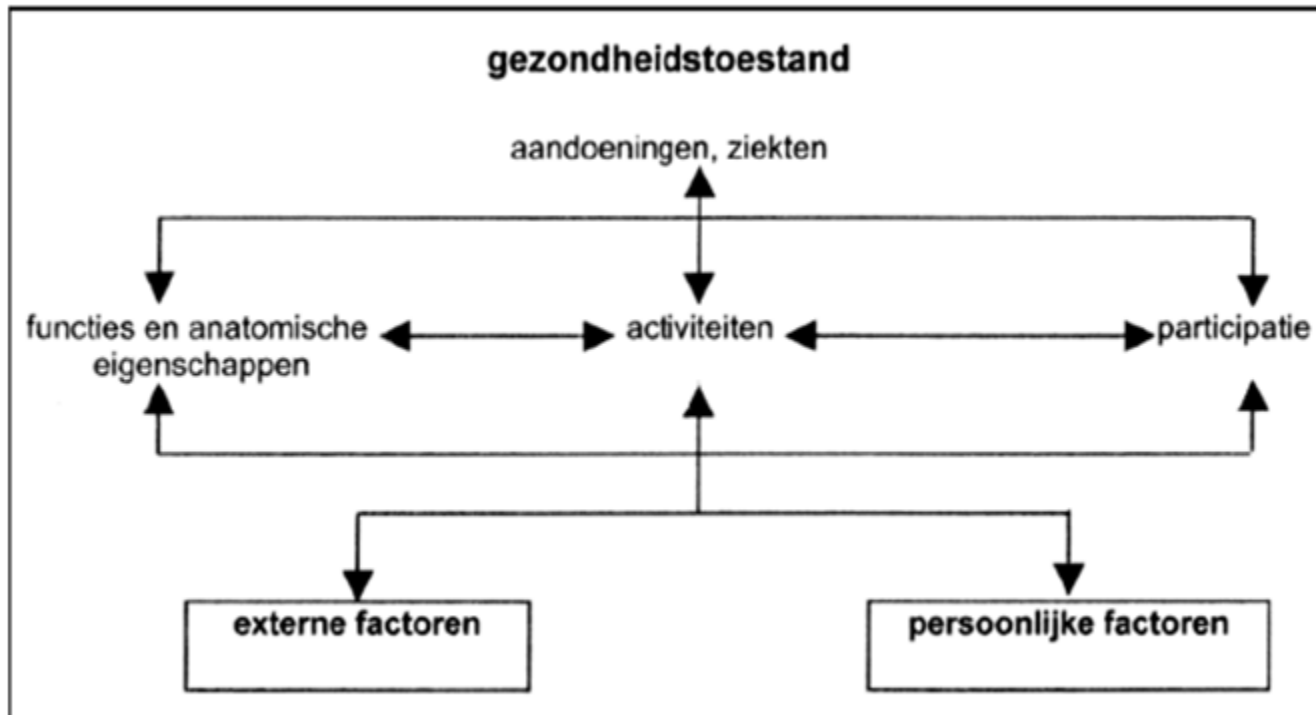 gezondheidstoestand
aandoeningen, ziekten
functies en anatomische
eigenschappen
activiteiten
participatie
externe factoren
persoonlijke factoren